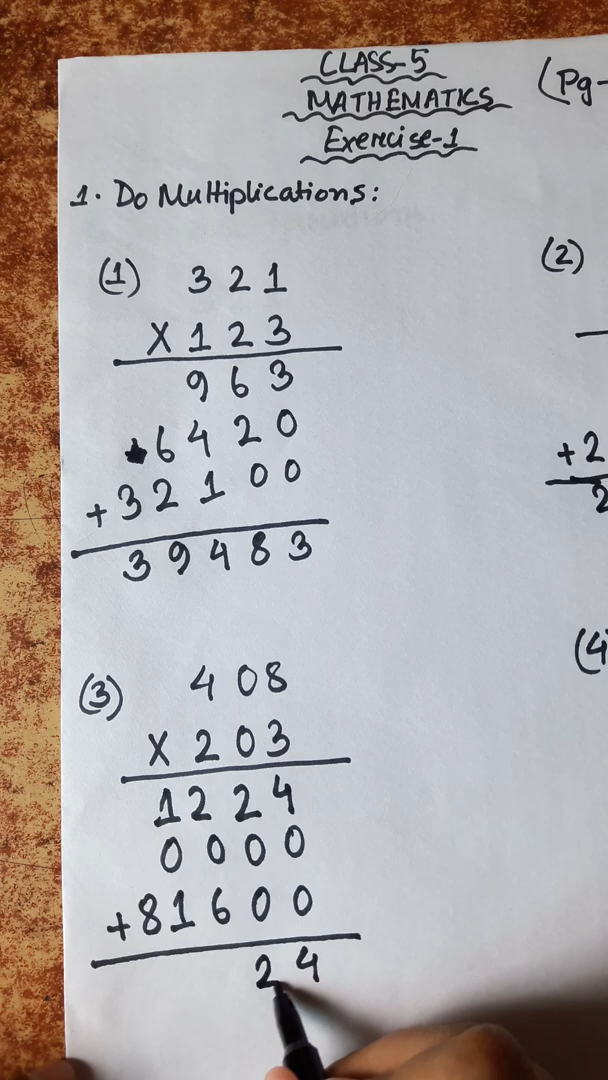 CLASS-5
(Pg-
MATHEMATICS
Exercise-1
1. Do Multiplications:
(1) 321
X 123
963
6420
+32100
39483
(2)
+2
2
(3) 408
X 203
1224
0000
+81600
24
(4)